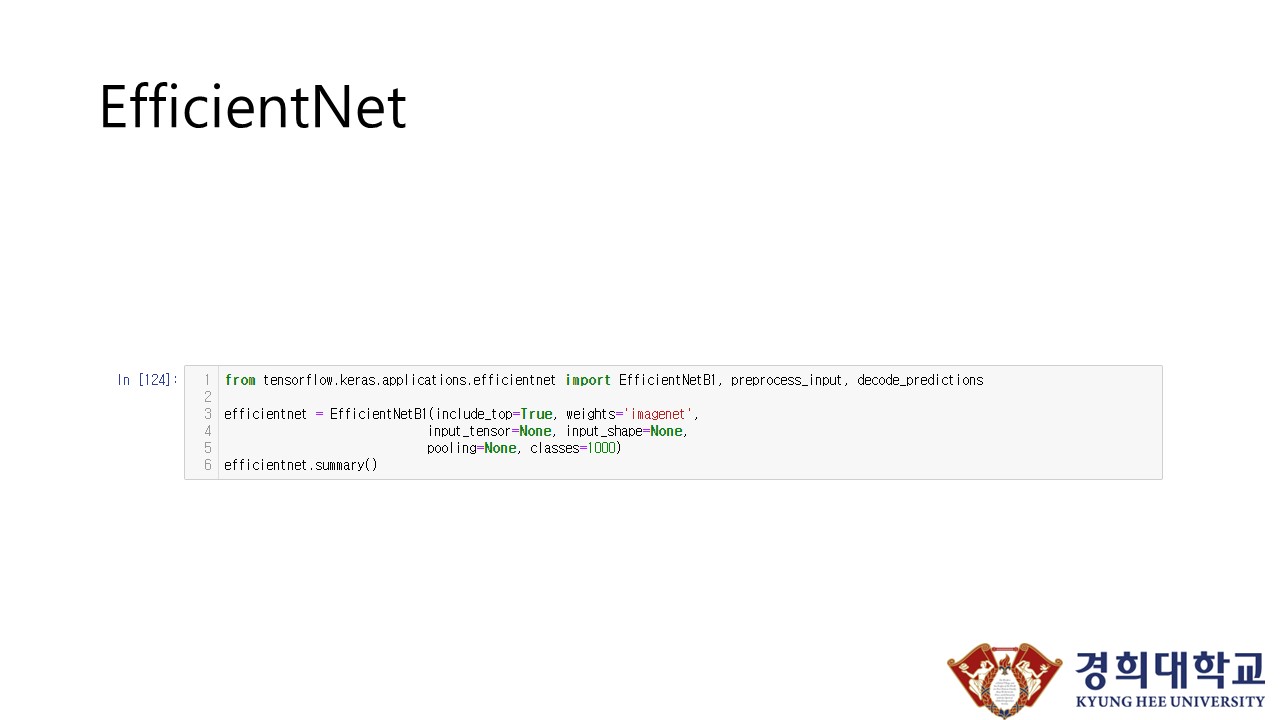 EfficientNet
In [124]:
1 from tensorflow.keras.applications.efficientnet import EfficientNetB1, preprocess_input, decode_predictions
2
3 efficientnet = EfficientNetB1(include_top=True, weights='imagenet',
4 input_tensor=None, input_shape=None,
5 pooling=None, classes=1000)
6 efficientnet.summary()
경희대학교
KYUNG HEE UNIVERSITY